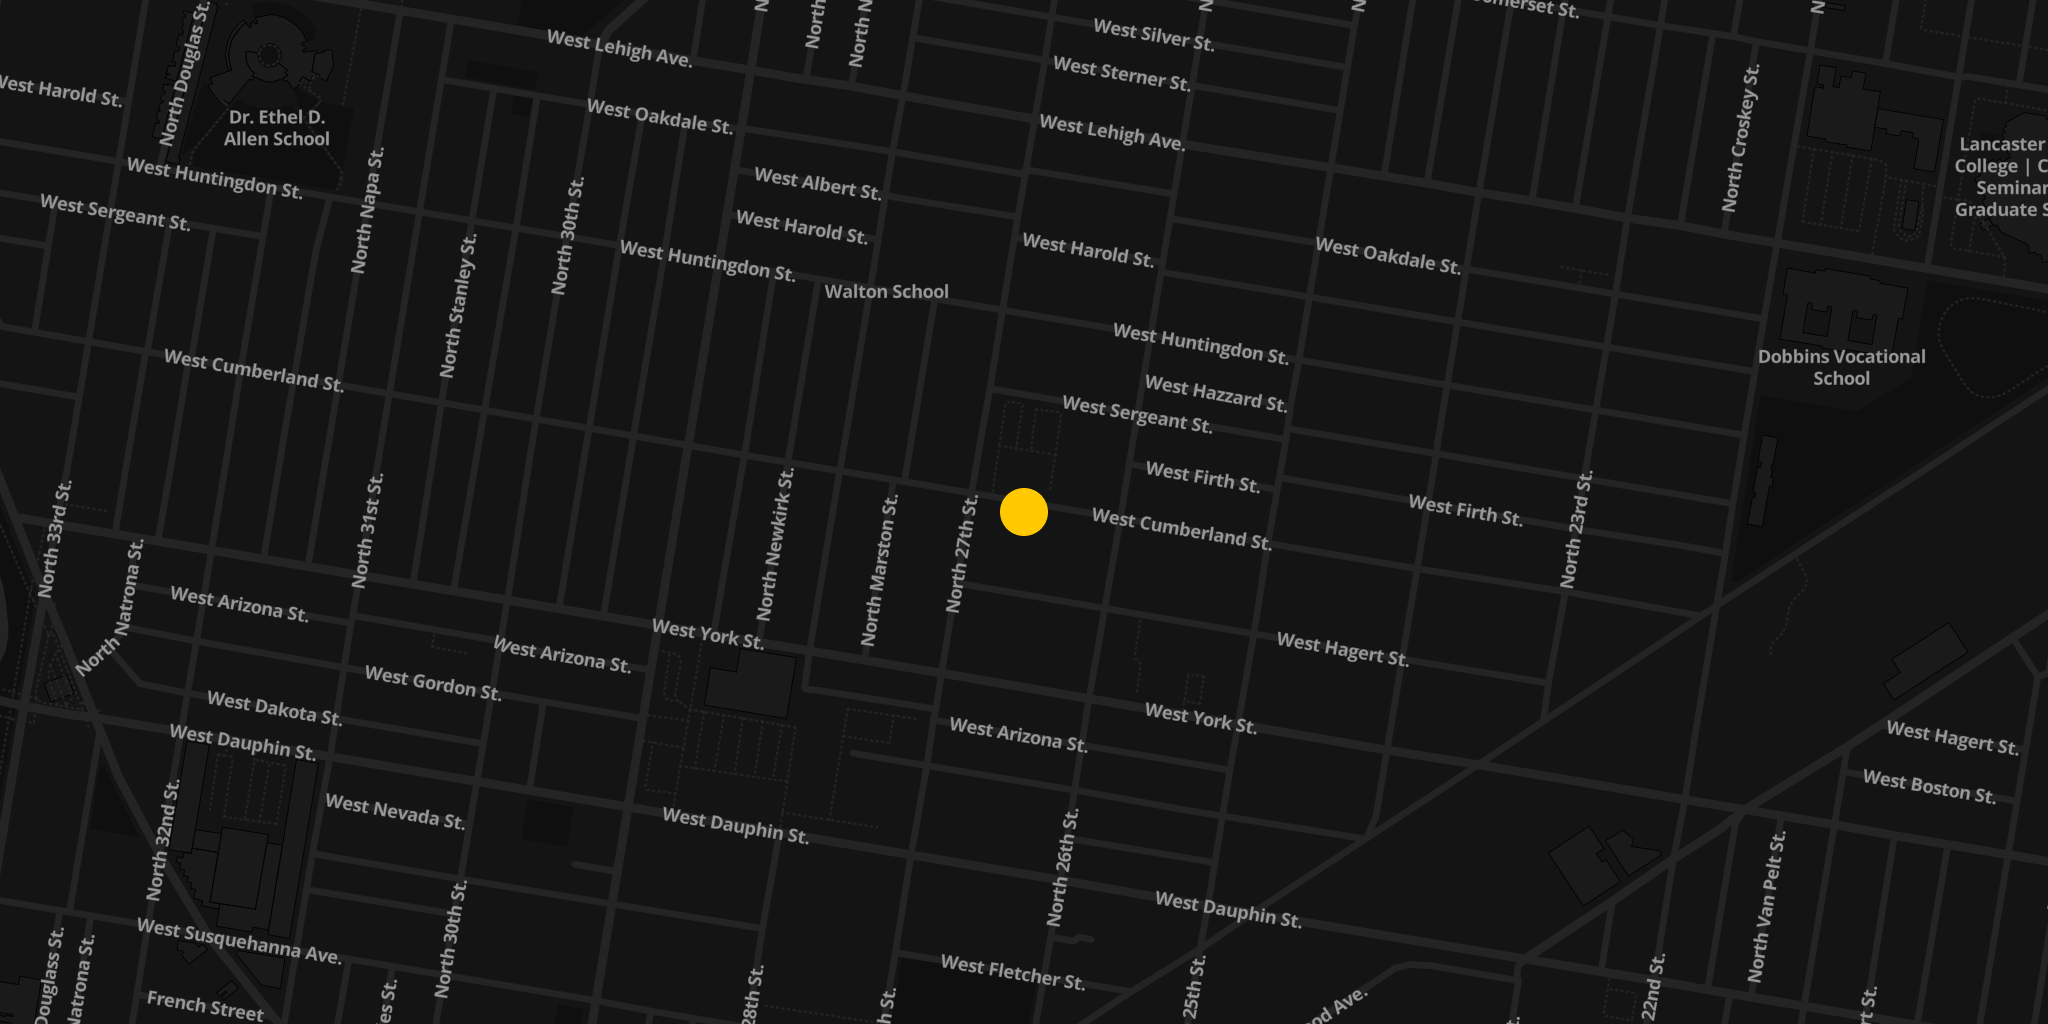 West Lehigh Ave.
West Silver St.
West Sterner St.
North Douglas St.
West Harold St.
West Oakdale St.
West Lehigh Ave.
Dr. Ethel D.
Allen School
North Croskey St.
Lancaster
West Huntingdon St.
North Napa St.
West Albert St.
West Sergeant St.
North 30th St.
West Harold St.
West Harold St.
West Oakdale St.
North Stanley St.
West Huntingdon St.
Walton School
West Huntingdon St.
West Cumberland St.
Dobbins Vocational
School
West Hazzard St.
West Sergeant St.
West Firth St.
West Firth St.
North 33rd St.
North 31st St.
North Newkirk St.
North Marston St.
North 27th St.
West Cumberland St.
North 23rd St.
North Natrona St.
West Arizona St.
West York St.
West Arizona St.
West Hagert St.
West Gordon St.
West Dakota St.
West Dauphin St.
West York St.
West Arizona St.
West Hagert St.
West Boston St.
North 32nd St.
West Nevada St.
West Dauphin St.
North 26th St.
North Van Pelt St.
West Dauphin St.
North 30th St.
West Susquehanna Ave.
West Fletcher St.
Douglass St.
Natrona St.
French Street
28th St.
25th St.
22nd St.